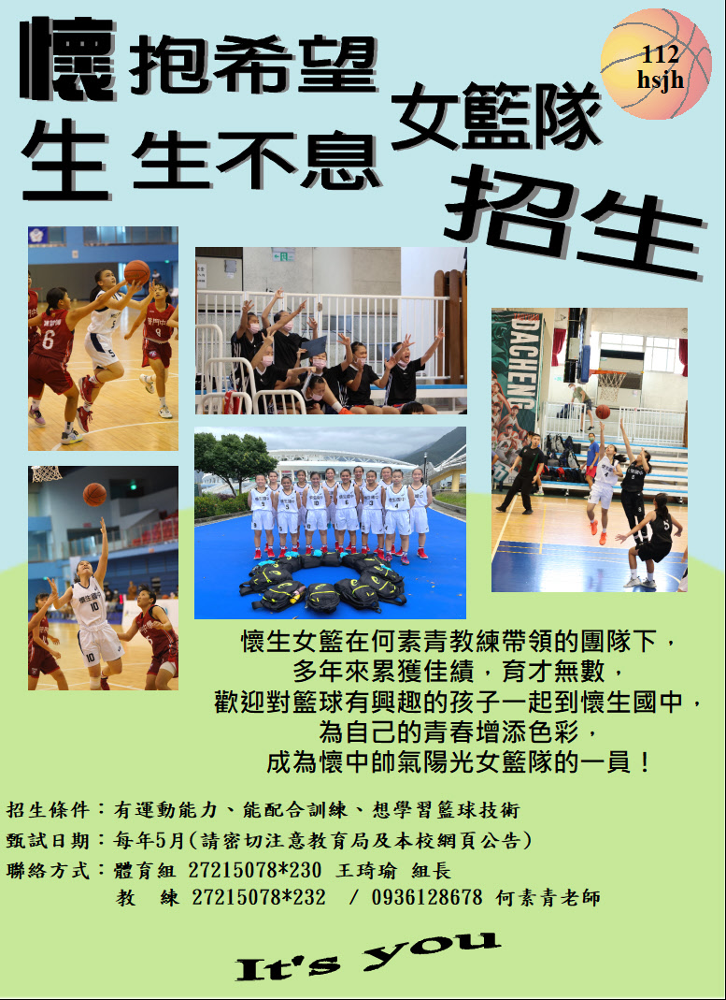 懷抱希望
生生不息
女籃隊
招生
112
hsjh
DACHENG
懷生女籃在何素青教練帶領的團隊下，
多年來累獲佳績，育才無數，
歡迎對籃球有興趣的孩子一起到懷生國中，
為自己的青春增添色彩，
成為懷中帥氣陽光女籃隊的一員！
招生條件：有運動能力、能配合訓練、想學習籃球技術
甄試日期：每年5月(請密切注意教育局及本校網頁公告)
聯絡方式：體育組 27215078*230 王琦瑜 組長
教 練 27215078*232 / 0936128678 何素青老師
It's you